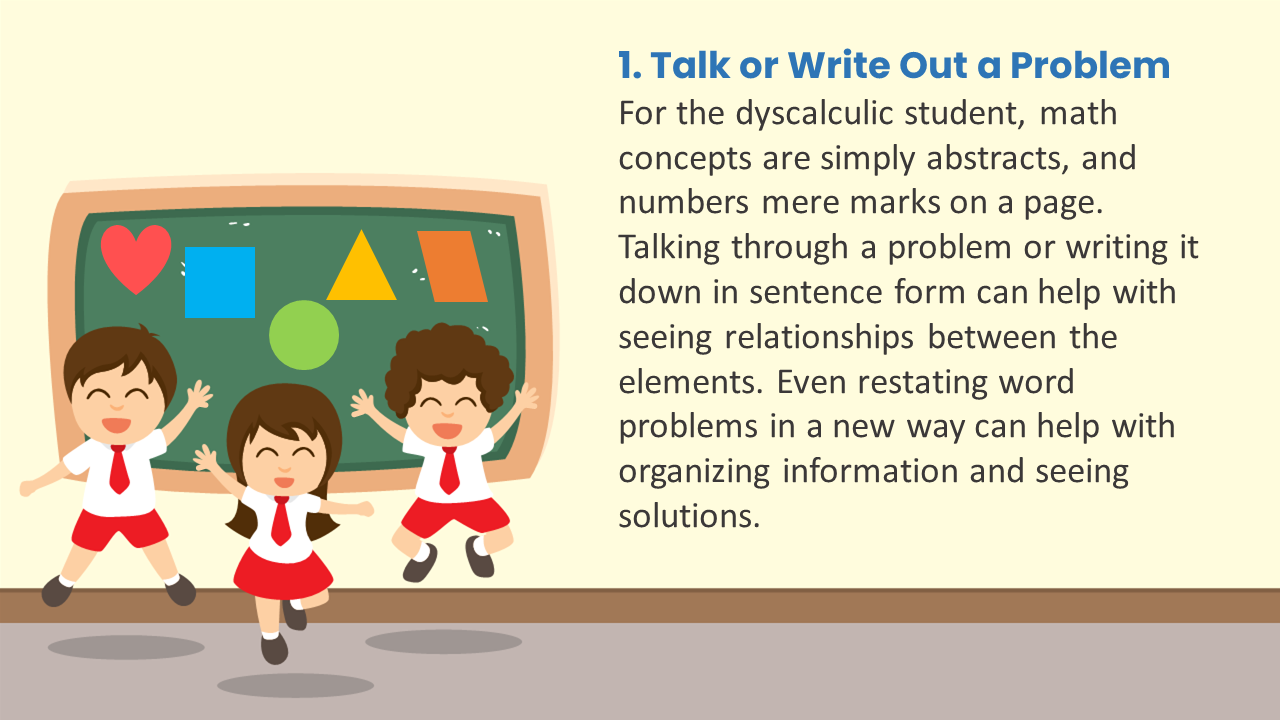 1. Talk or Write Out a Problem
For the dyscalculic student, math
concepts are simply abstracts, and
numbers mere marks on a page.
Talking through a problem or writing it
down in sentence form can help with
seeing relationships between the
elements. Even restating word
problems in a new way can help with
organizing information and seeing
solutions.